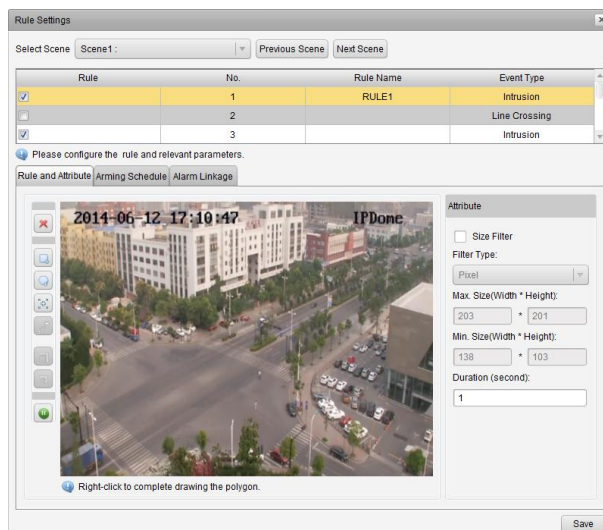 Rule Settings
Select Scene Scene1 : Previous Scene Next Scene
Rule No. Rule Name Event Type
1 RULE1 Intrusion
2 Line Crossing
3 Intrusion
Please configure the rule and relevant parameters.
Rule and Attribute Arming Schedule Alarm Linkage
2014-06-12 17:10:47 IPDome
Attribute
Size Filter
Filter Type:
Pixel
Max. Size(Width * Height):
203 * 201
Min. Size(Width * Height):
138 * 103
Duration (second):
1
Right-click to complete drawing the polygon.
Save